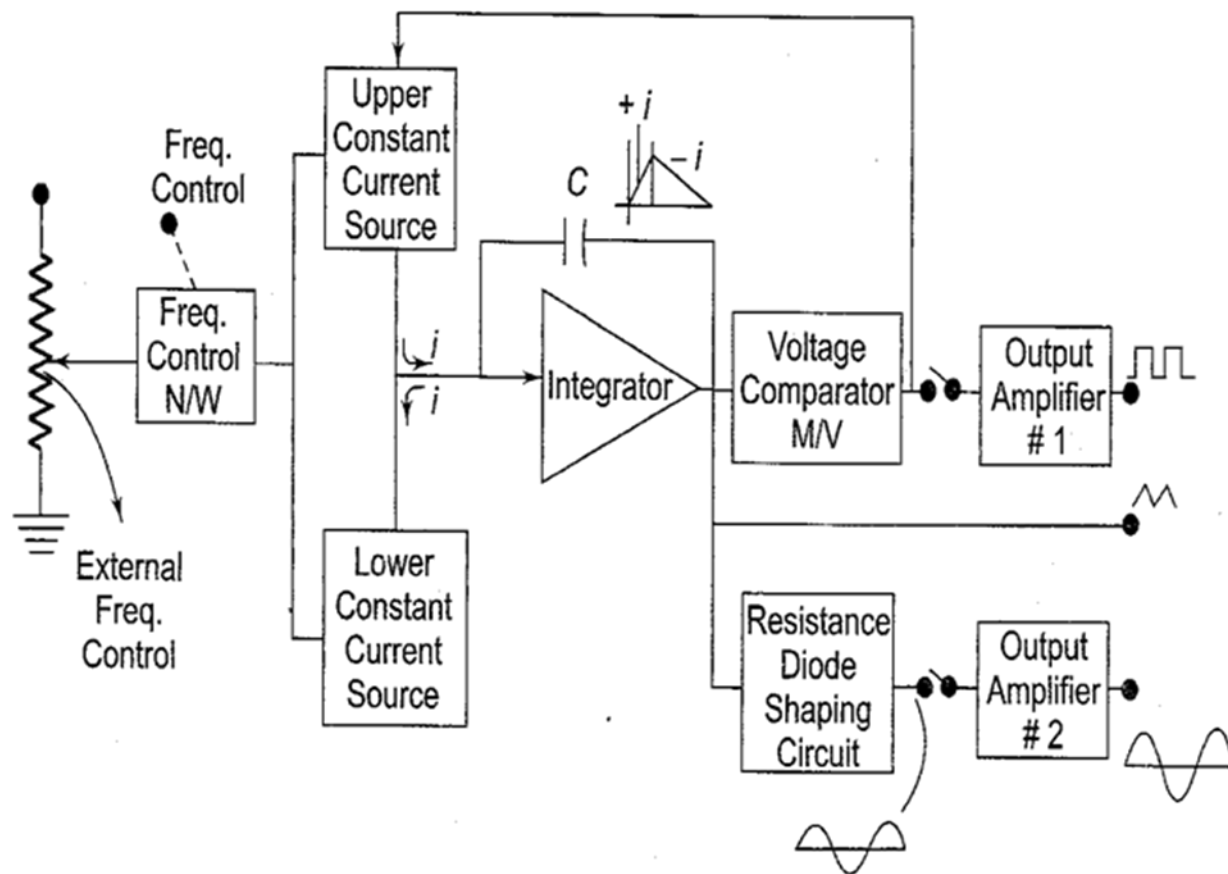 Freq.
Control
Freq.
Control
N/W
External
Freq.
Control
Upper
Constant
Current
Source
Lower
Constant
Current
Source
i
i
C
+ i
– i
Integrator
Voltage
Comparator
M/V
Output
Amplifier
# 1
Resistance
Diode
Shaping
Circuit
Output
Amplifier
# 2